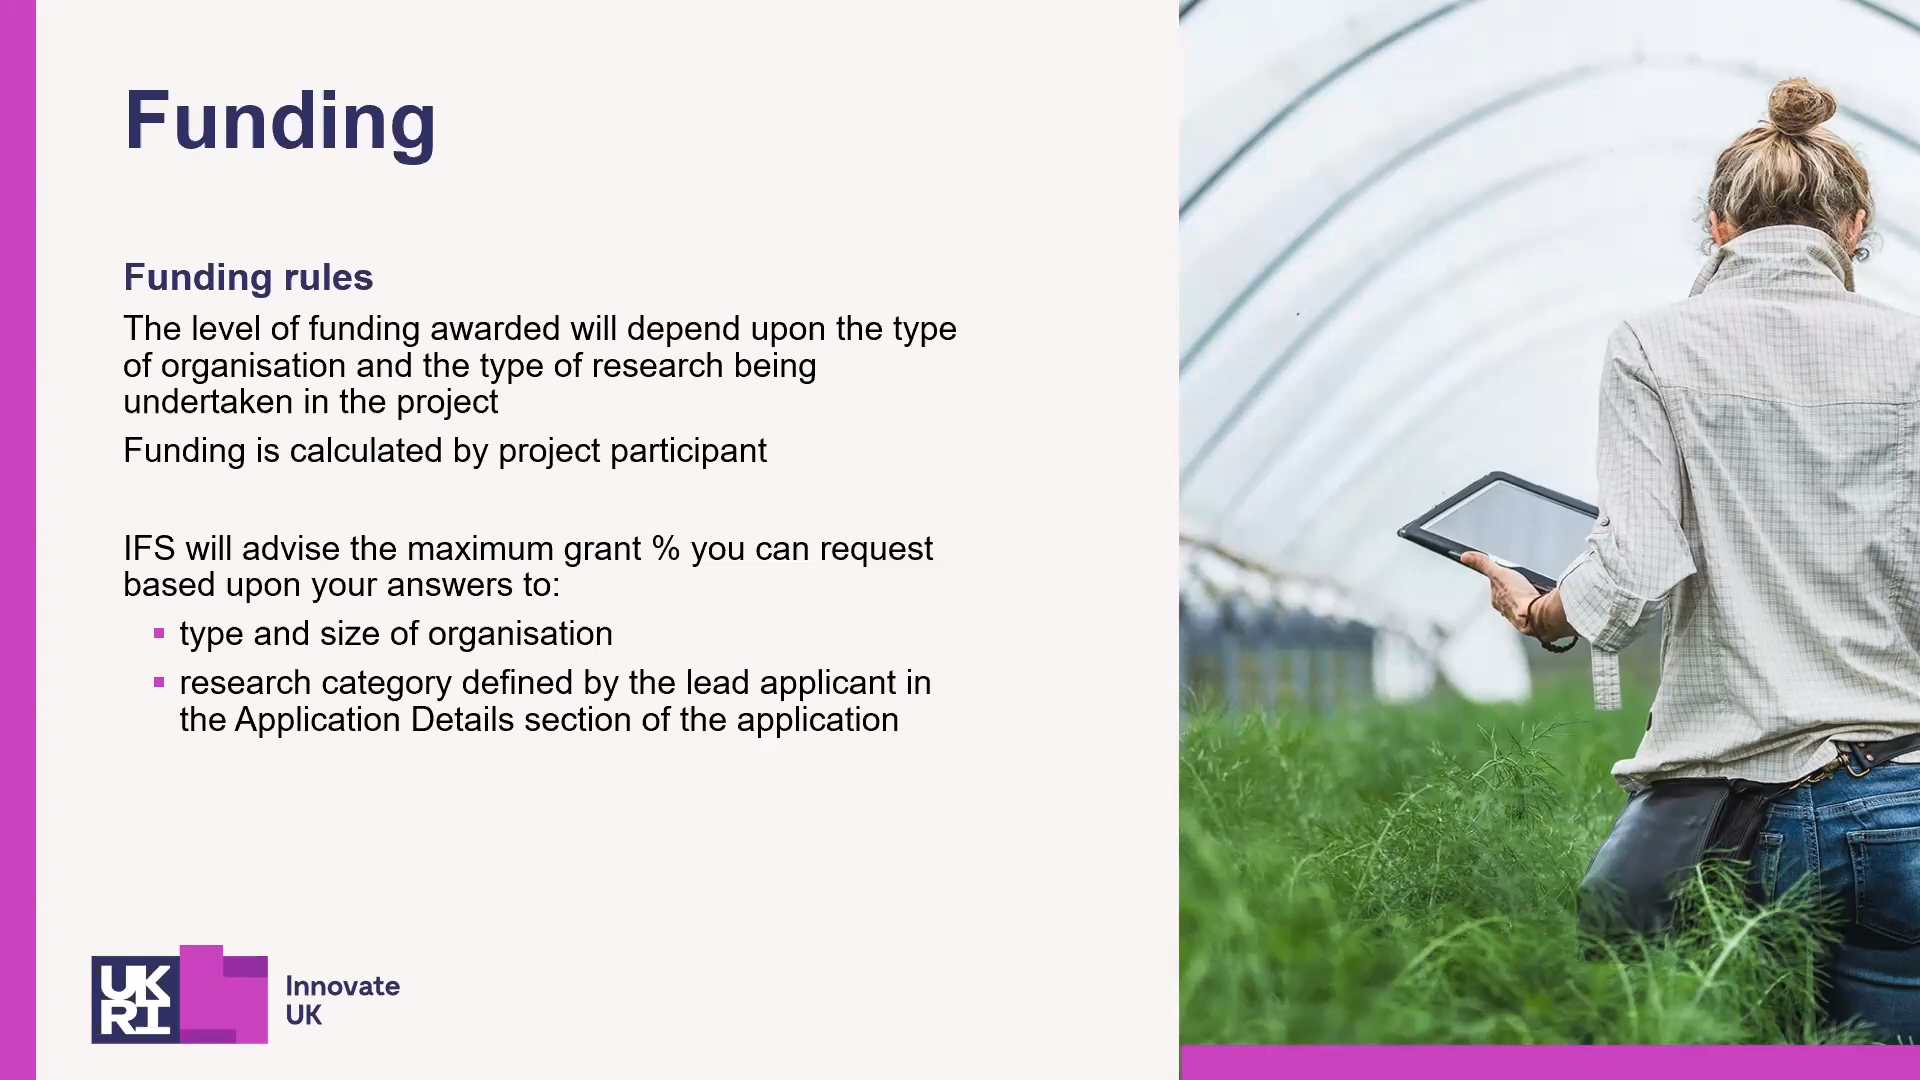 Funding
Funding rules
The level of funding awarded will depend upon the type
of organisation and the type of research being
undertaken in the project
Funding is calculated by project participant
IFS will advise the maximum grant % you can request
based upon your answers to:
type and size of organisation
research category defined by the lead applicant in
the Application Details section of the application
UK
RI
Innovate
UK